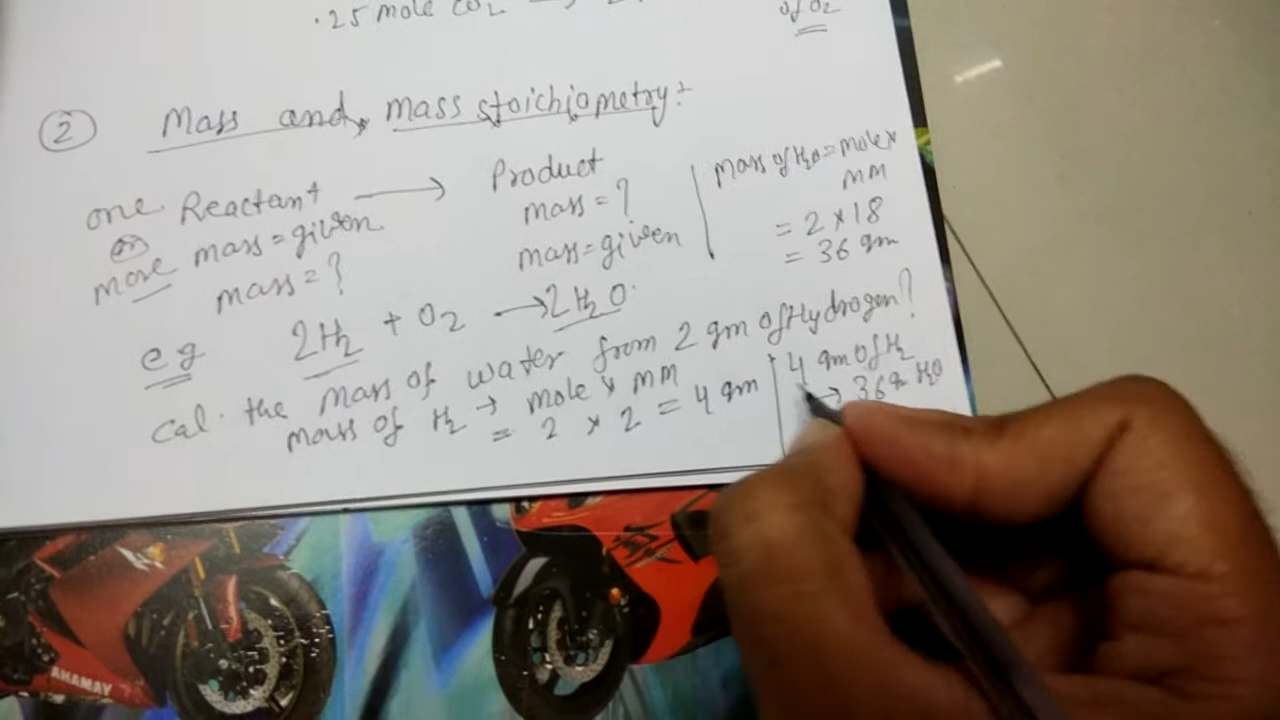 .25 mole CO2
of O2
2 Mass and, mass stoichiometry:
one Reactant → Product
or mass = given mass = ?
more mass = ? mass = given
Mass of H2O = mole ×
MM
= 2 × 18
= 36 gm
eg 2H2 + O2 → 2H2O
Cal. the mass of water from 2 gm of Hydrogen?
mass of H2 → mole × MM
= 2 × 2 = 4 gm
4 gm of H2
→ 36 g H2O
AHAMAY